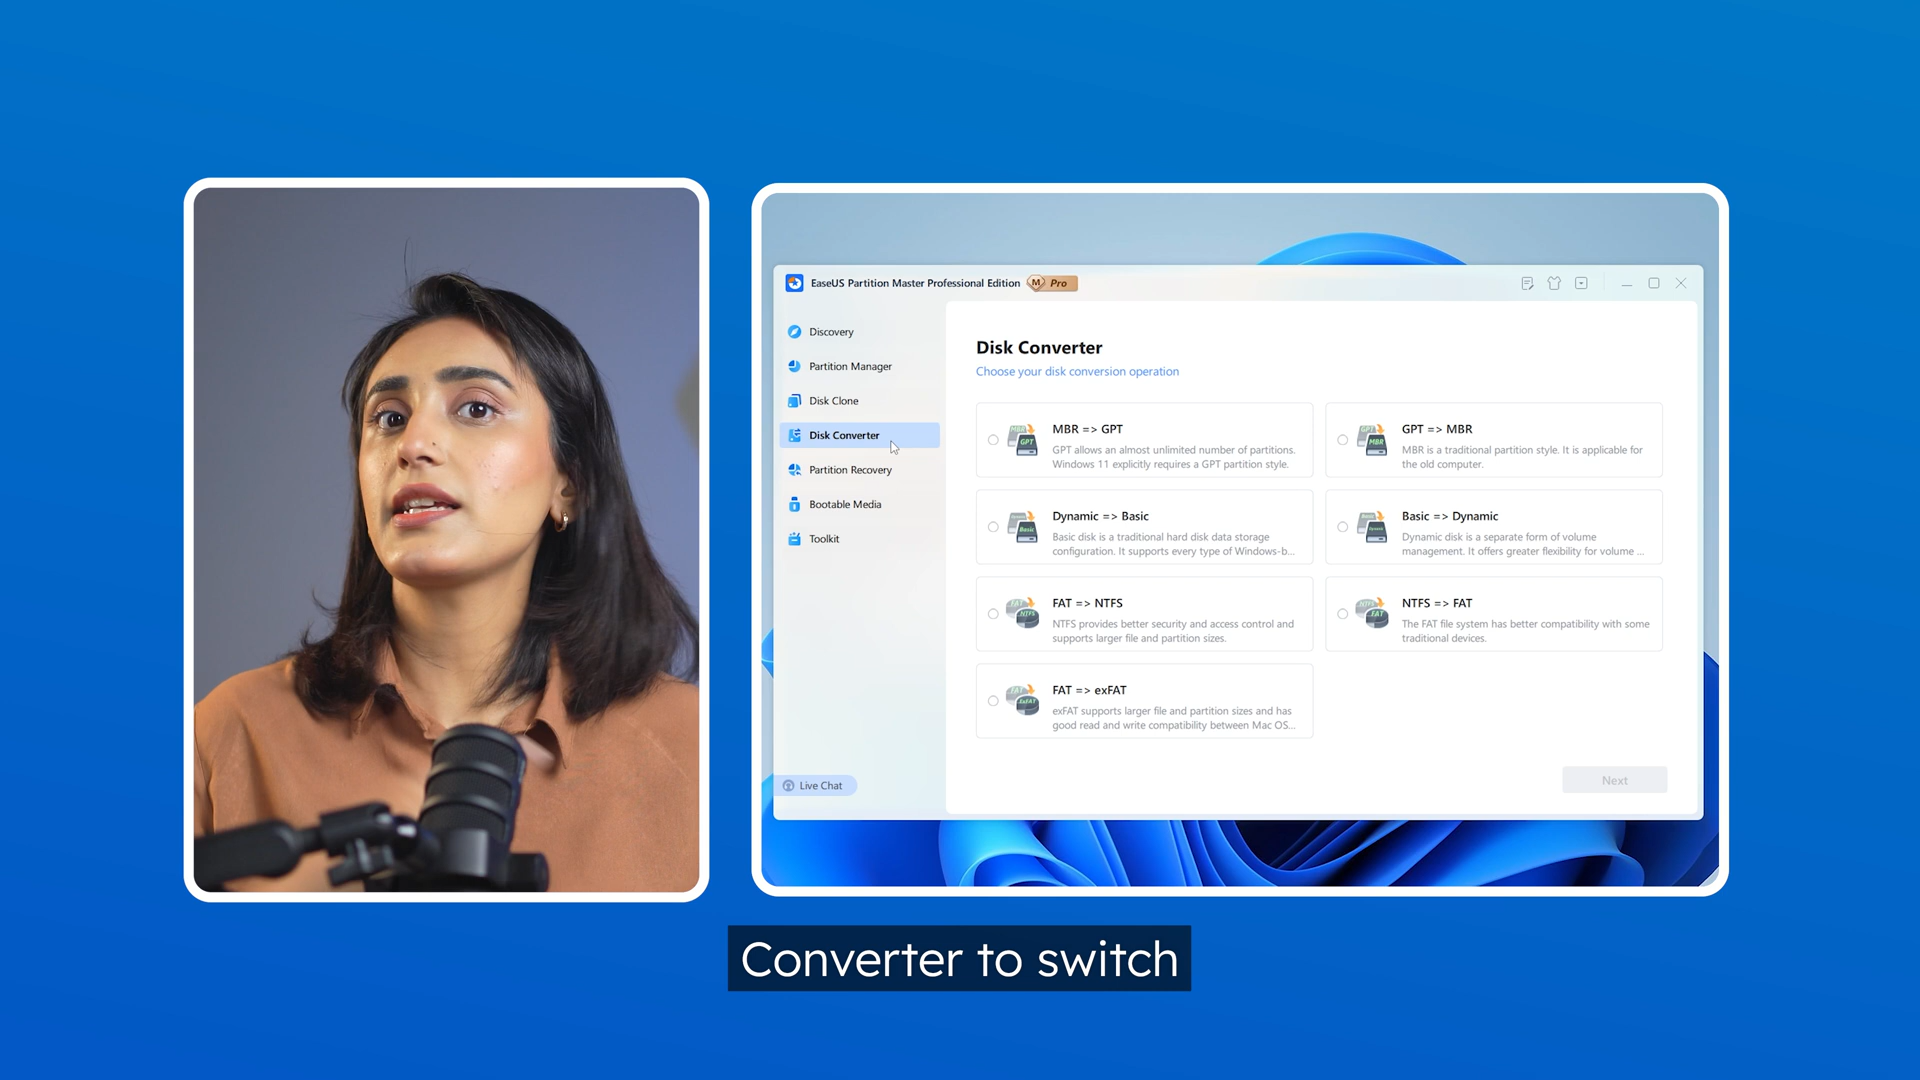 EaseUS Partition Master Professional Edition
M Pro
Discovery
Partition Manager
Disk Clone
Disk Converter
Partition Recovery
Bootable Media
Toolkit
Live Chat
Disk Converter
Choose your disk conversion operation
MBR => GPT
GPT allows an almost unlimited number of partitions.
Windows 11 explicitly requires a GPT partition style.
GPT => MBR
MBR is a traditional partition style. It is applicable for
the old computer.
Dynamic => Basic
Basic disk is a traditional hard disk data storage
configuration. It supports every type of Windows-b...
Basic => Dynamic
Dynamic disk is a separate form of volume
management. It offers greater flexibility for volume ...
FAT => NTFS
NTFS provides better security and access control and
supports larger file and partition sizes.
NTFS => FAT
The FAT file system has better compatibility with some
traditional devices.
FAT => exFAT
exFAT supports larger file and partition sizes and has
good read and write compatibility between Mac OS...
Next
Converter to switch